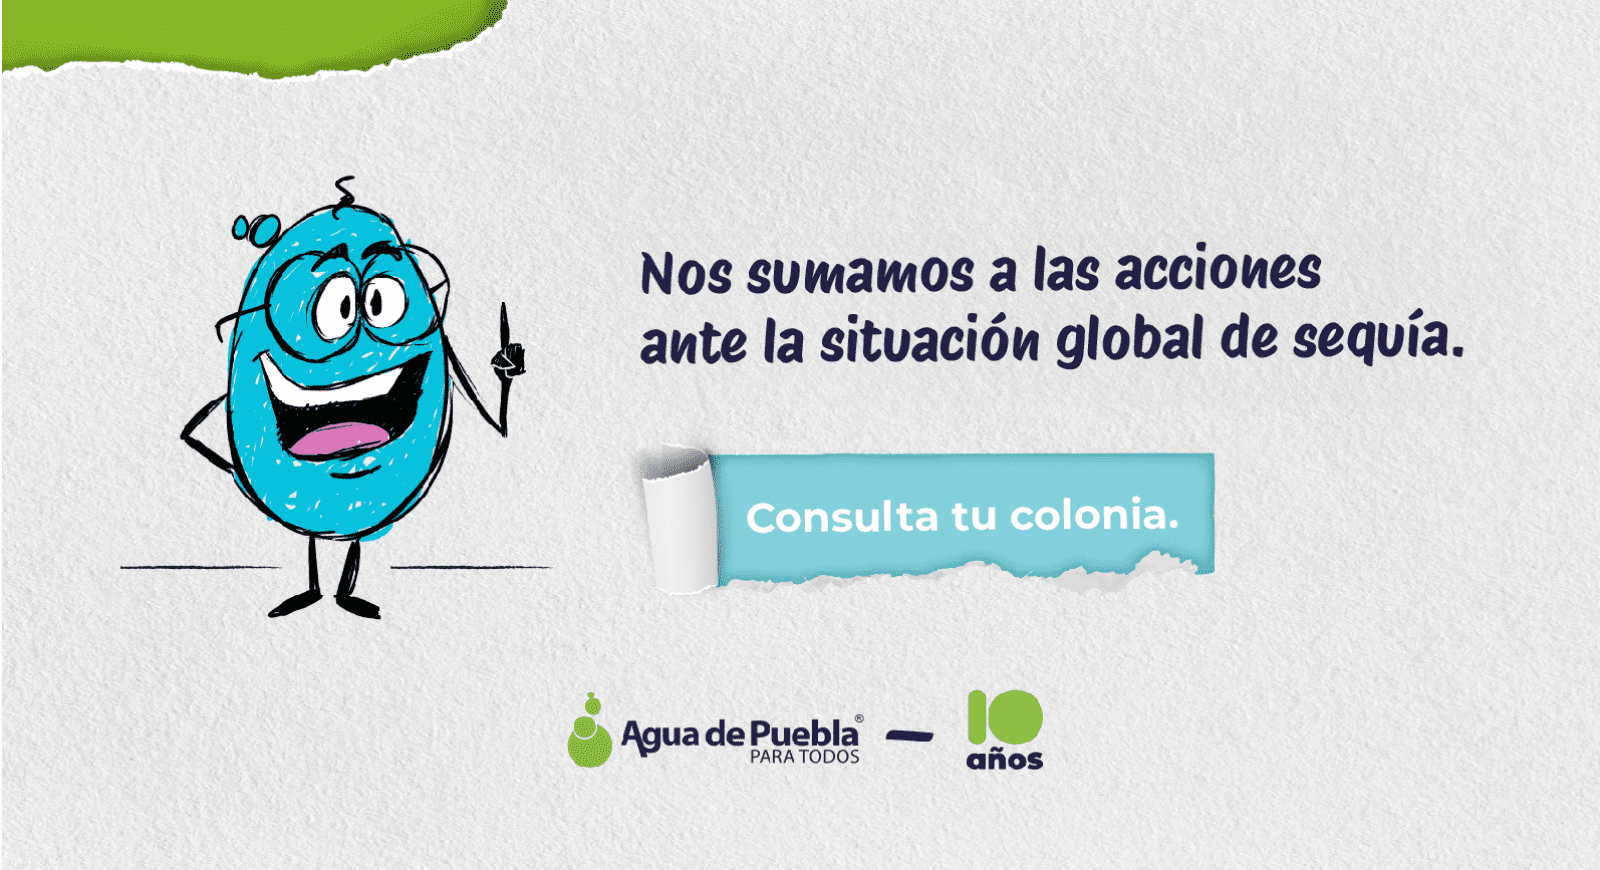 Nos sumamos a las acciones
ante la situación global de sequía.
Consulta tu colonia.
Agua de Puebla®
PARA TODOS
10
años